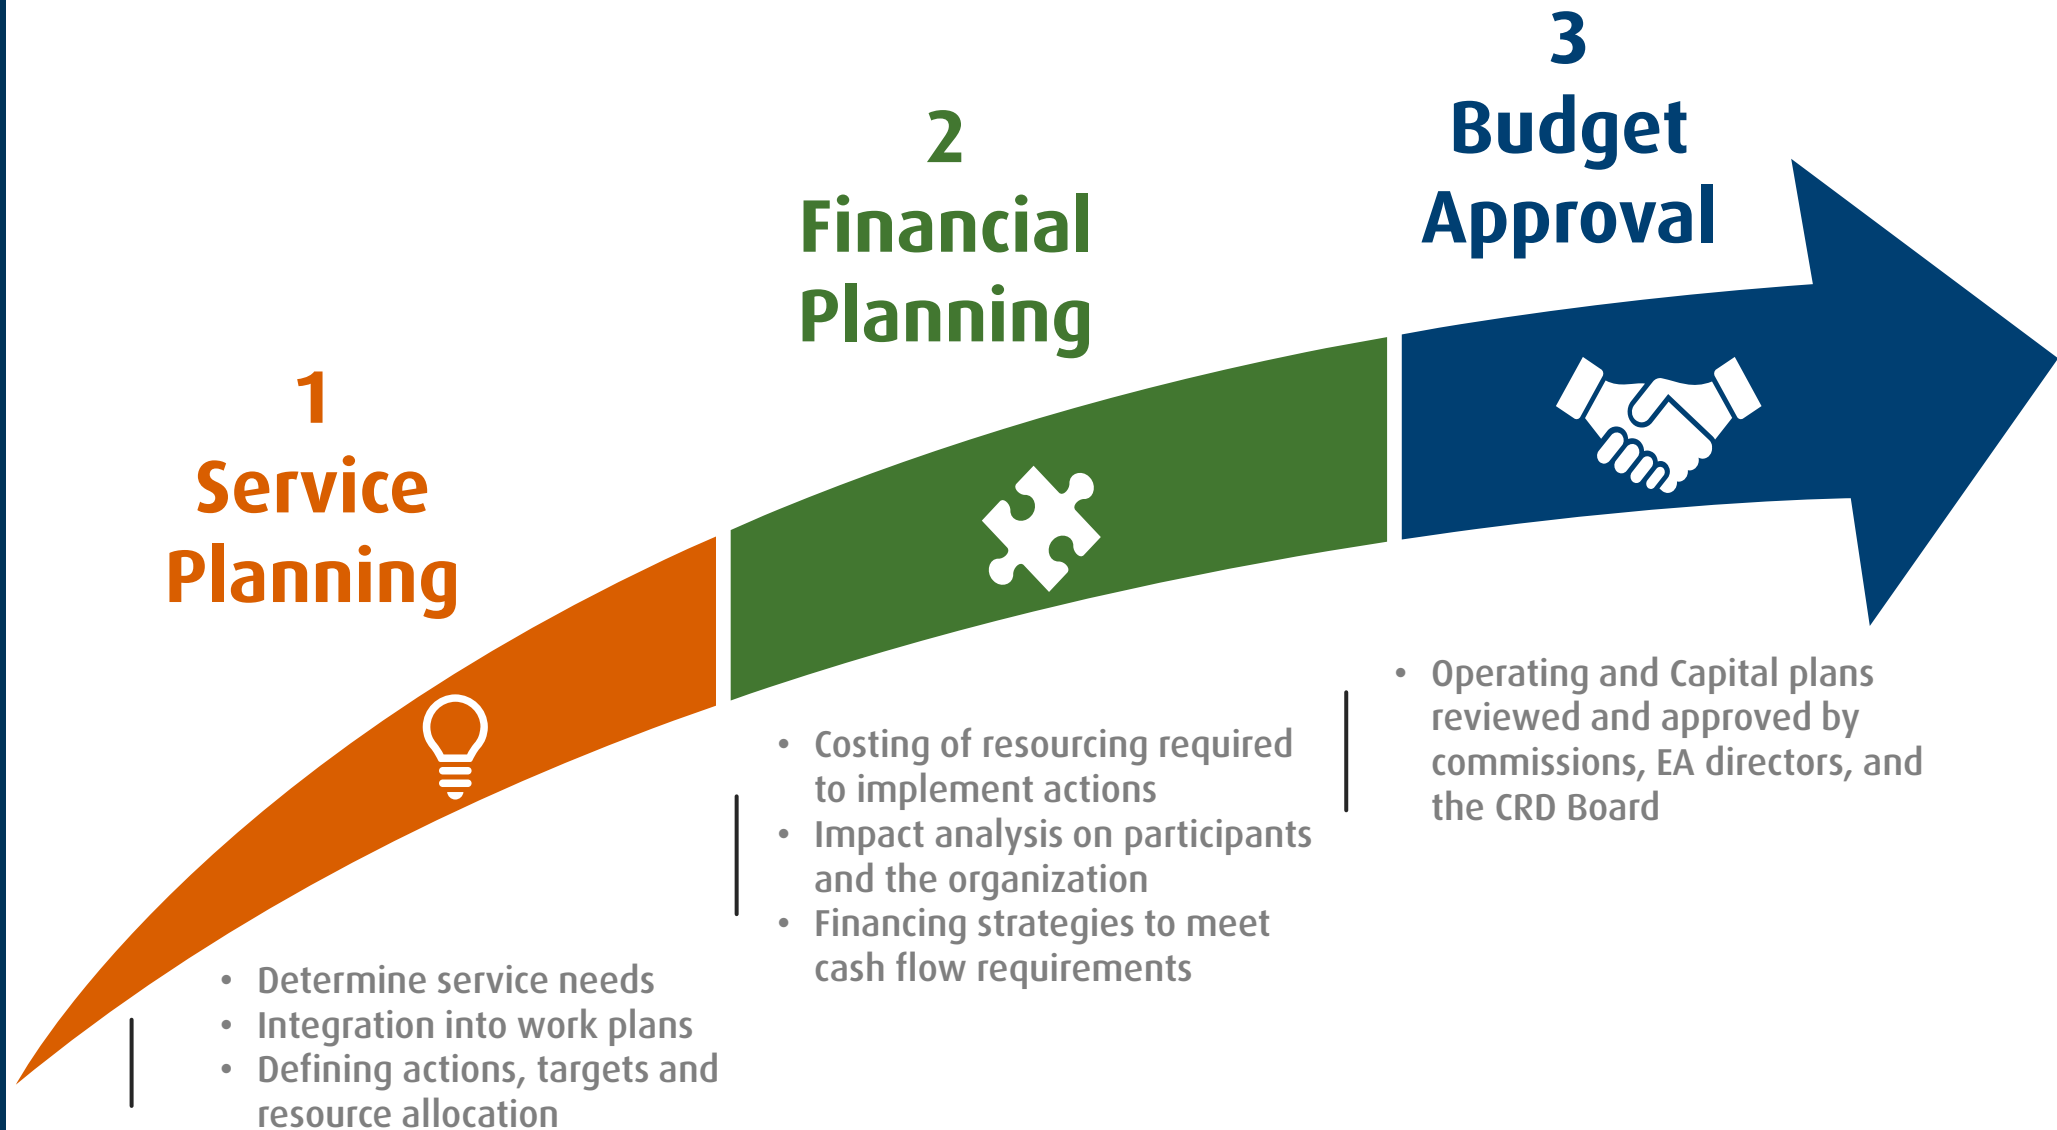 1
Service
Planning
• Determine service needs
• Integration into work plans
• Defining actions, targets and
resource allocation
2
Financial
Planning
• Costing of resourcing required
to implement actions
• Impact analysis on participants
and the organization
• Financing strategies to meet
cash flow requirements
3
Budget
Approval
• Operating and Capital plans
reviewed and approved by
commissions, EA directors, and
the CRD Board